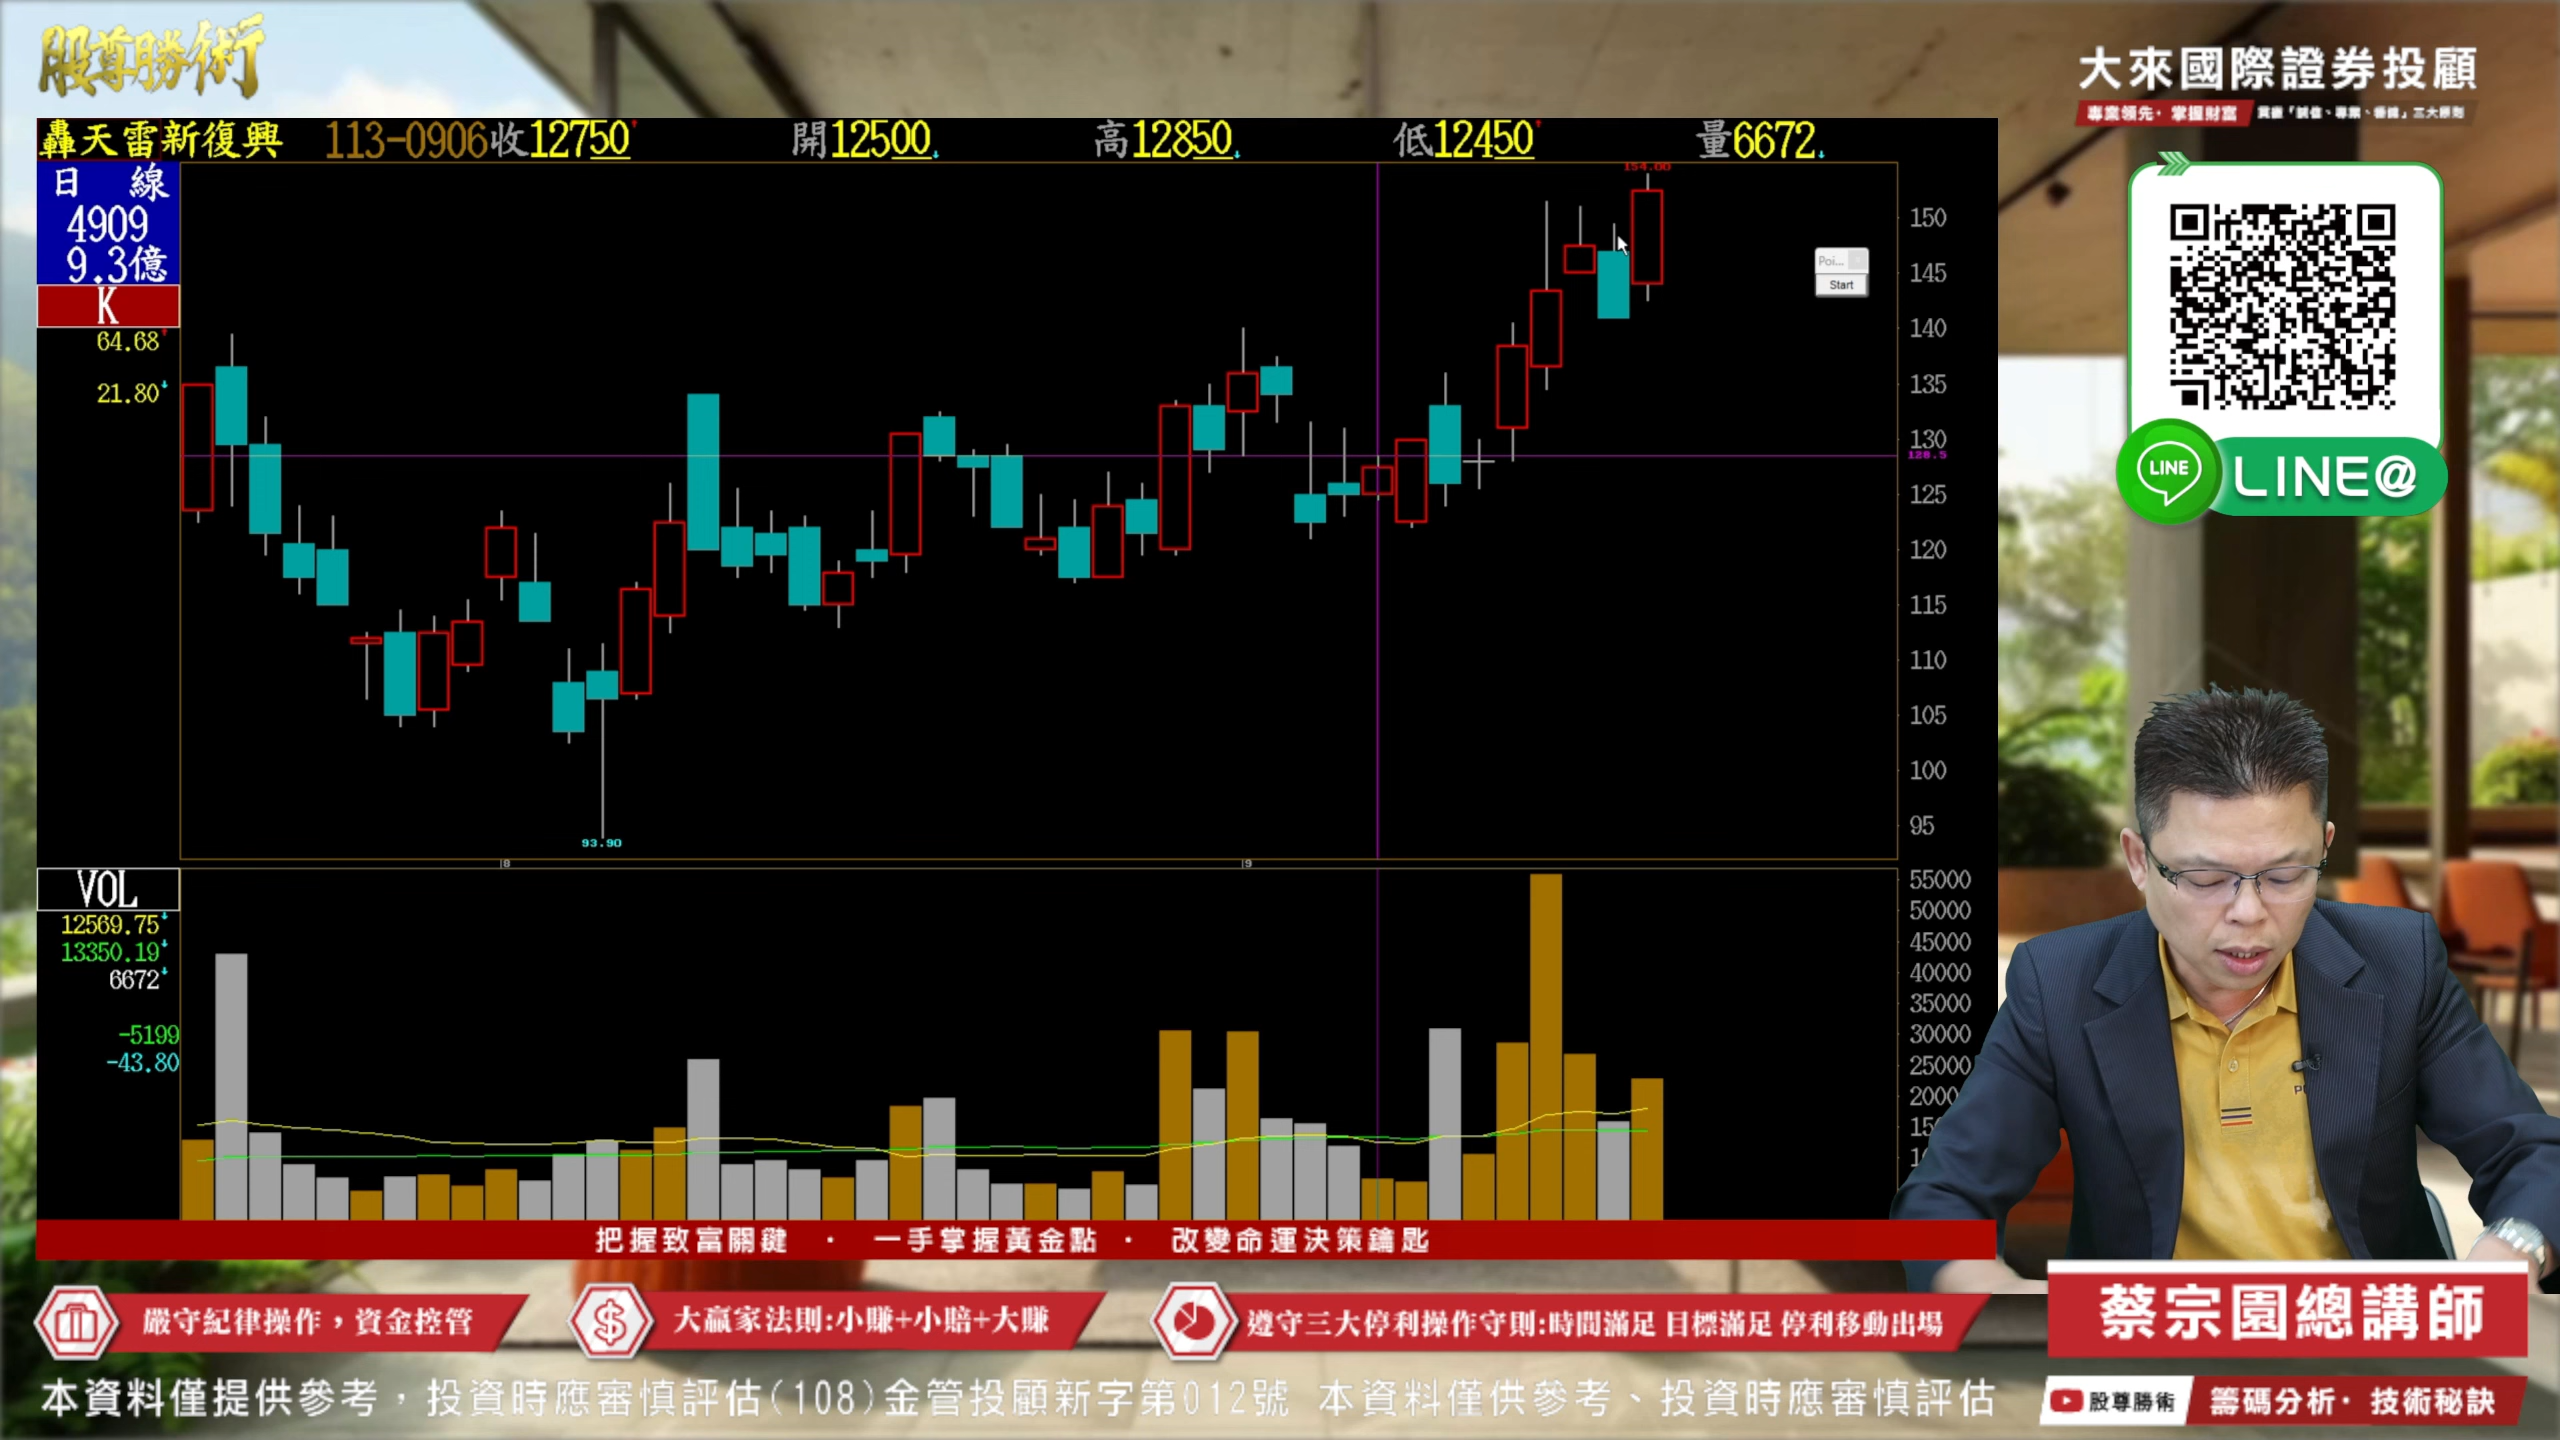 股尊勝術
大來國際證券投顧
專業領先‧掌握財富
轟天雷新復興 113-0906收12750 開12500 高12850 低12450 量6672
日 線
4909
9.3億
K
64.68
21.80
154.00
150
145
140
135
130
128.5
125
120
115
110
105
100
95
93.90
Poi...
Start
8
9
VOL
12569.75
13350.19
6672
-5199
-43.80
55000
50000
45000
40000
35000
30000
25000
LINE
LINE@
把握致富關鍵 ‧ 一手掌握黃金點 ‧ 改變命運決策鑰匙
嚴守紀律操作，資金控管
大贏家法則:小賺+小賠+大賺
遵守三大停利操作守則:時間滿足 目標滿足 停利移動出場
蔡宗園總講師
本資料僅提供參考，投資時應審慎評估(108)金管投顧新字第012號 本資料僅供參考、投資時應審慎評估
股尊勝術
籌碼分析‧技術秘訣